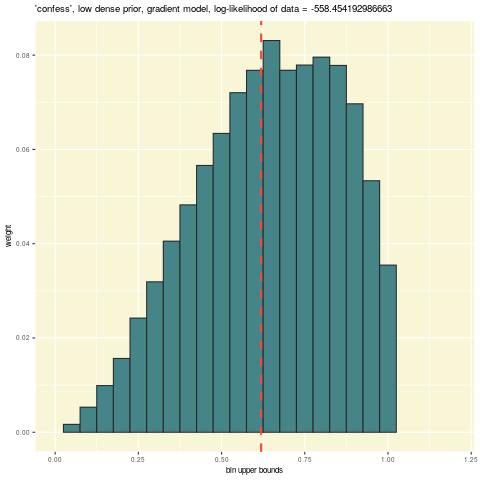 'confess', low dense prior, gradient model, log-likelihood of data = -558.454192986663
0.08
0.06
0.04
0.02
0.00
weight
0.00 0.25 0.50 0.75 1.00 1.25
bin upper bounds